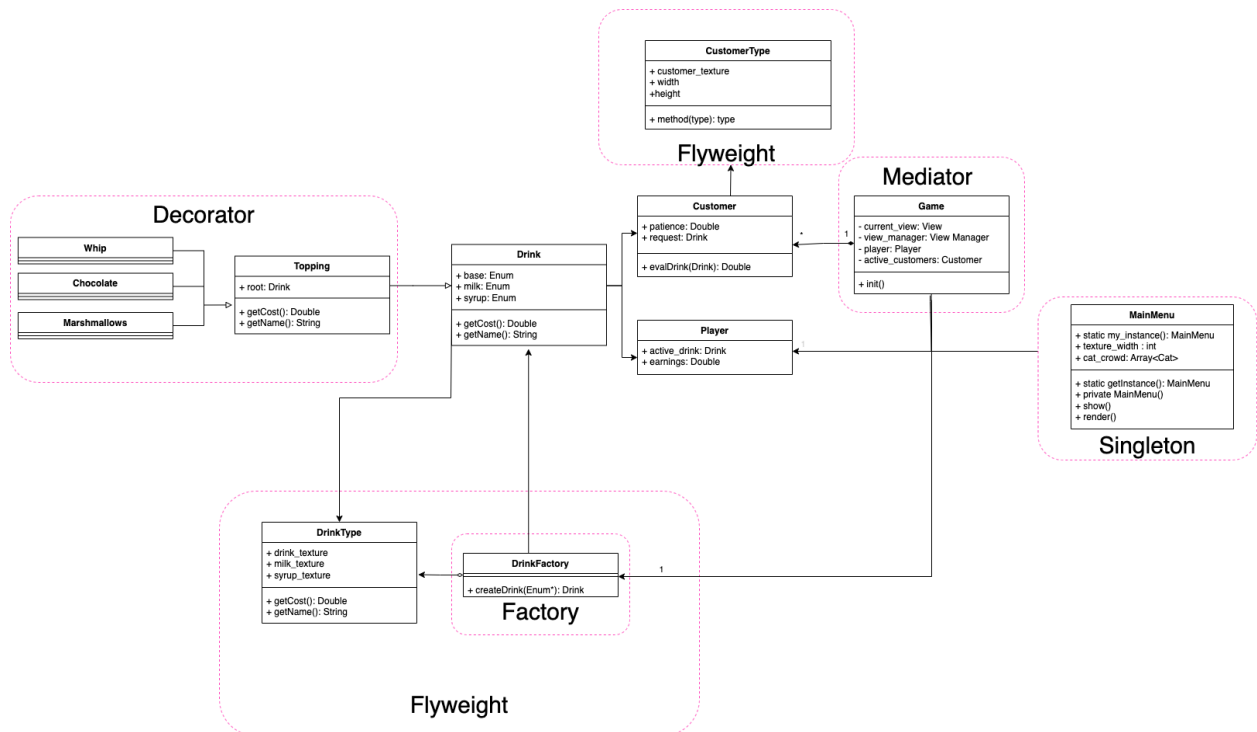 CustomerType
+ customer_texture
+ width
+height
+ method(type): type
Flyweight
Decorator
Whip
Chocolate
Marshmallows
Topping
+ root: Drink
+ getCost(): Double
+ getName(): String
Drink
+ base: Enum
+ milk: Enum
+ syrup: Enum
+ getCost(): Double
+ getName(): String
Customer
+ patience: Double
+ request: Drink
+ evalDrink(Drink): Double
*
1
Mediator
Game
- current_view: View
- view_manager: View Manager
- player: Player
- active_customers: Customer
+ init()
Player
+ active_drink: Drink
+ earnings: Double
1
MainMenu
+ static my_instance(): MainMenu
+ texture_width : int
+ cat_crowd: Array<Cat>
+ static getInstance(): MainMenu
+ private MainMenu()
+ show()
+ render()
Singleton
DrinkType
+ drink_texture
+ milk_texture
+ syrup_texture
+ getCost(): Double
+ getName(): String
DrinkFactory
+ createDrink(Enum*): Drink
Factory
1
Flyweight